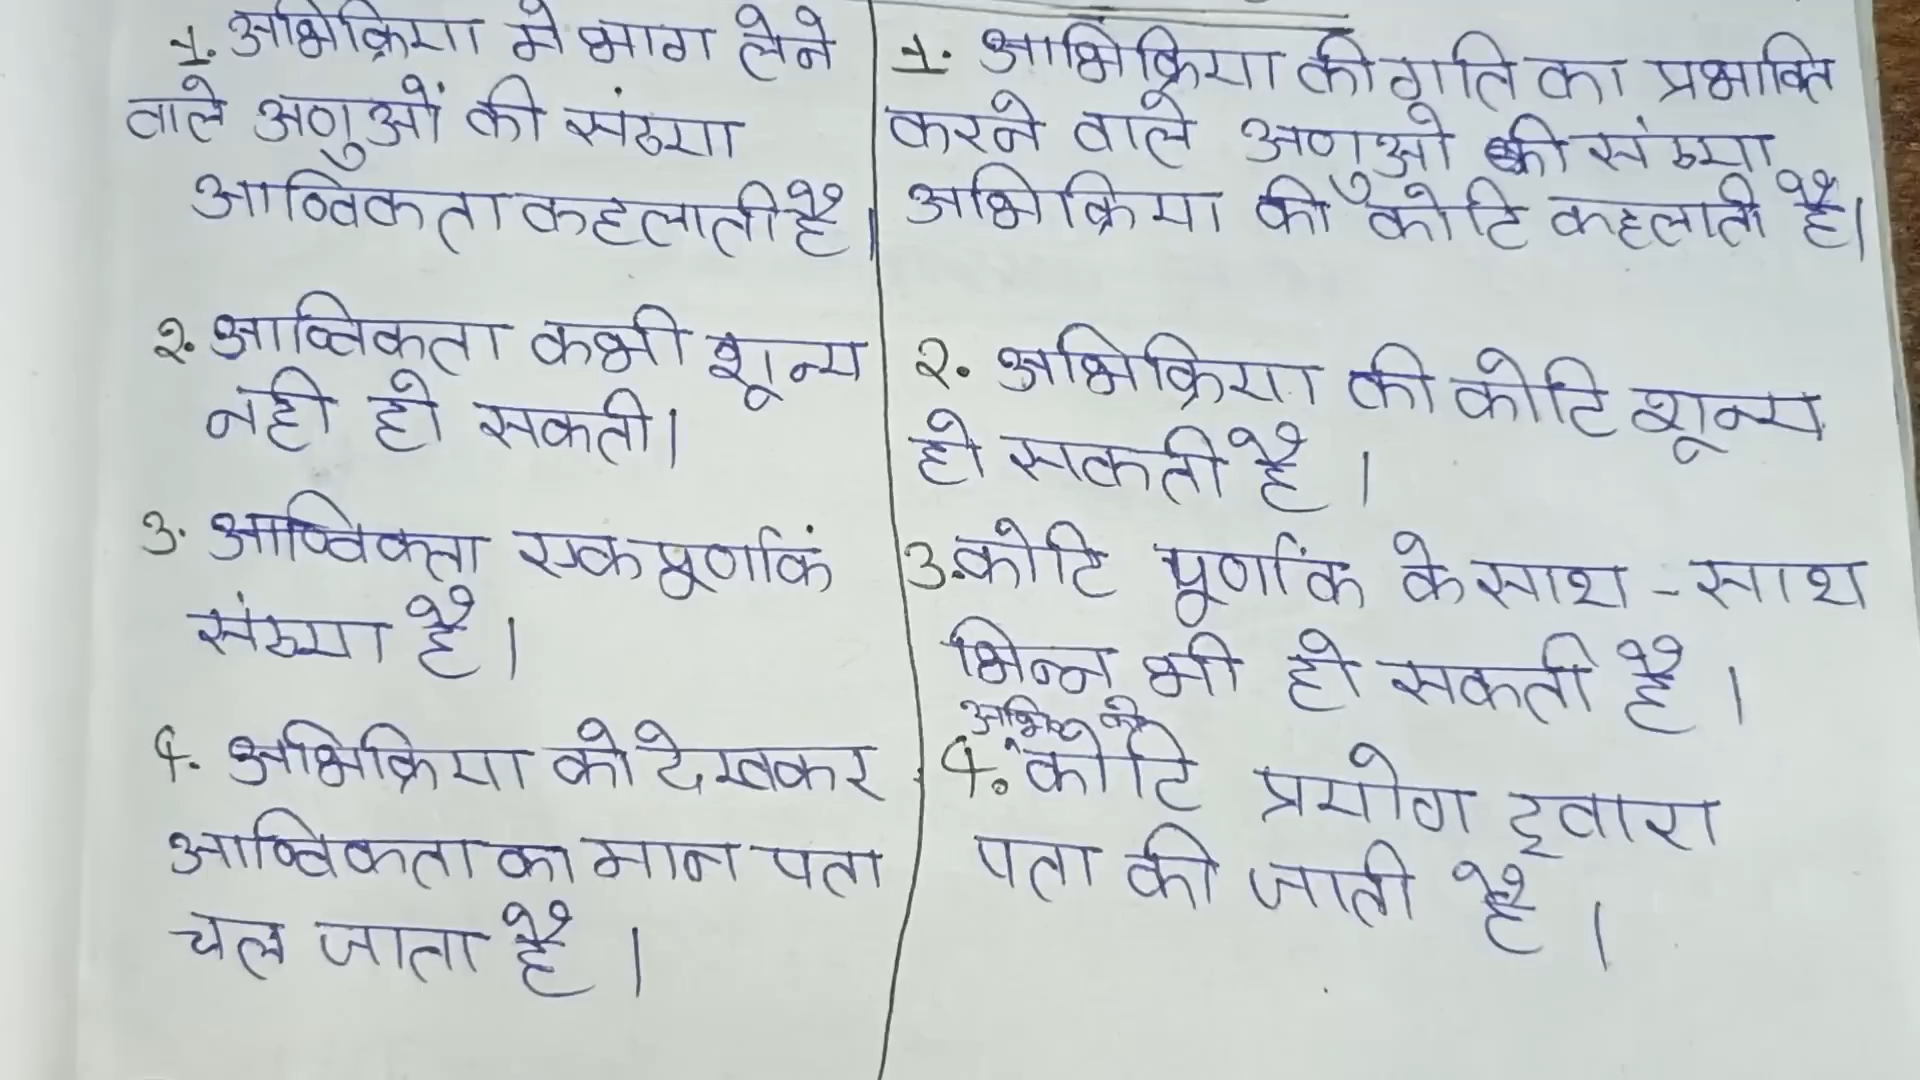 1. अभिक्रिया मे भाग लेने
वाले अणुओं की संख्या
आण्विकता कहलाती है।
2. आण्विकता कभी शून्य
नही हो सकती।
3. आण्विकता एक पूर्णांक
संख्या है।
4. अभिक्रिया को देखकर
आण्विकता का मान पता
चल जाता है।
1. अभिक्रिया की गति का प्रभावित
करने वाले अणुओ की संख्या
अभिक्रिया की कोटि कहलाती है।
2. अभिक्रिया की कोटि शून्य
हो सकती है।
3. कोटि पूर्णांक के साथ - साथ
भिन्न भी हो सकती है।
4. कोटि प्रयोग द्वारा
पता की जाती है।